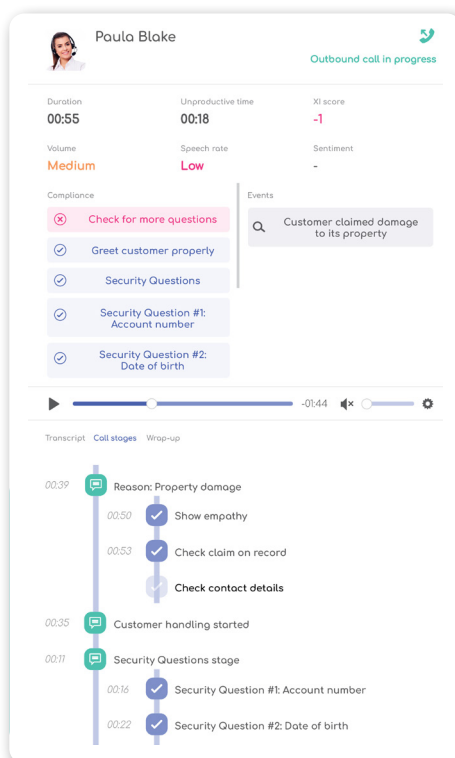 Paula Blake
Outbound call in progress
Duration
Unproductive time
XI score
00:55
00:18
-1
Volume
Speech rate
Sentiment
Medium
Low
-
Compliance
Check for more questions
Greet customer properly
Security Questions
Security Question #1:
Account number
Security Question #2:
Date of birth
Events
Customer claimed damage
to its property
-01:44
Transcript
Call stages
Wrap-up
00:39
Reason: Property damage
00:50
Show empathy
00:53
Check claim on record
Check contact details
00:35
Customer handling started
00:11
Security Questions stage
00:16
Security Question #1: Account number
00:22
Security Question #2: Date of birth